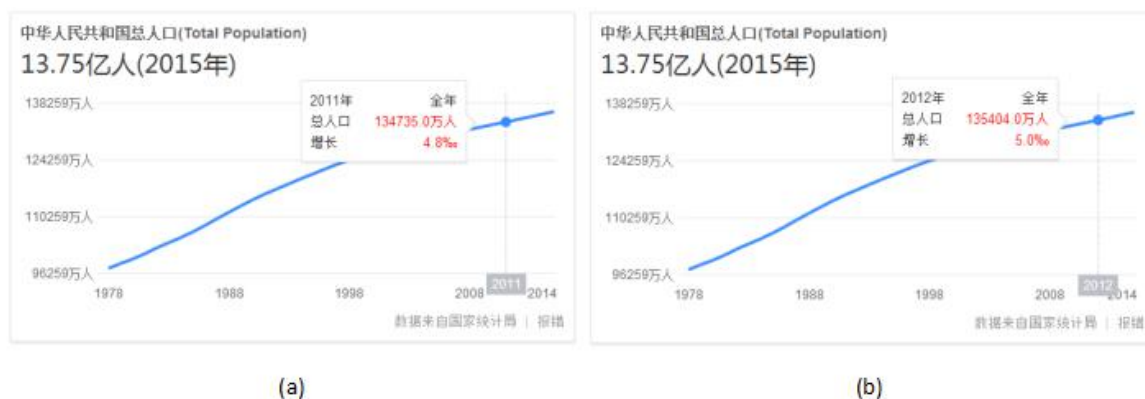 中华人民共和国总人口(Total Population)
13.75亿人(2015年)
138259万人
124259万人
110259万人
96259万人
2011年 全年
总人口 134735.0万人
增长 4.8‰
1978 1988 1998 2008 2011 2014
数据来自国家统计局 | 报错
(a)
中华人民共和国总人口(Total Population)
13.75亿人(2015年)
138259万人
124259万人
110259万人
96259万人
2012年 全年
总人口 135404.0万人
增长 5.0‰
1978 1988 1998 2008 2012 2014
数据来自国家统计局 | 报错
(b)